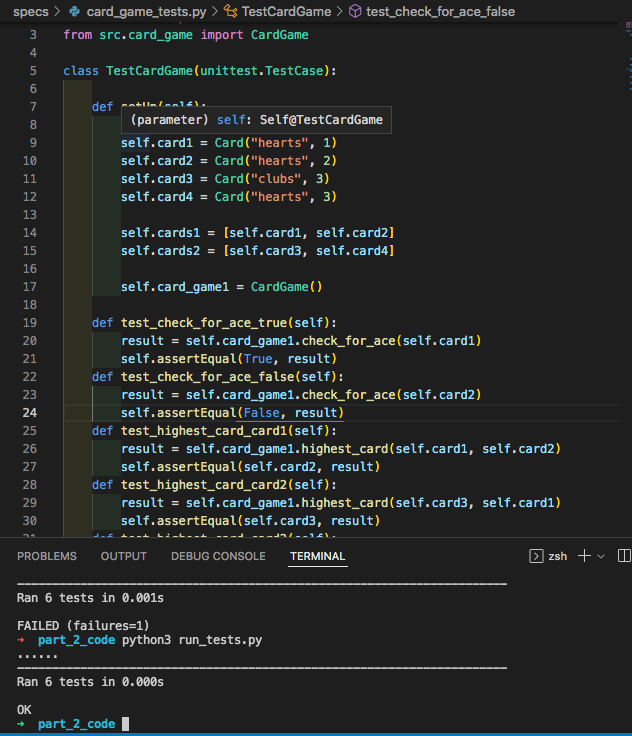 specs > card_game_tests.py > TestCardGame > test_check_for_ace_false
3 from src.card_game import CardGame
4
5 class TestCardGame(unittest.TestCase):
6
7 def setUp(self):
(parameter) self: Self@TestCardGame
8
9 self.card1 = Card("hearts", 1)
10 self.card2 = Card("hearts", 2)
11 self.card3 = Card("clubs", 3)
12 self.card4 = Card("hearts", 3)
13
14 self.cards1 = [self.card1, self.card2]
15 self.cards2 = [self.card3, self.card4]
16
17 self.card_game1 = CardGame()
18
19 def test_check_for_ace_true(self):
20 result = self.card_game1.check_for_ace(self.card1)
21 self.assertEqual(True, result)
22 def test_check_for_ace_false(self):
23 result = self.card_game1.check_for_ace(self.card2)
24 self.assertEqual(False, result)
25 def test_highest_card_card1(self):
26 result = self.card_game1.highest_card(self.card1, self.card2)
27 self.assertEqual(self.card2, result)
28 def test_highest_card_card2(self):
29 result = self.card_game1.highest_card(self.card3, self.card1)
30 self.assertEqual(self.card3, result)
PROBLEMS OUTPUT DEBUG CONSOLE TERMINAL zsh
----------------------------------------------------------------------
Ran 6 tests in 0.001s
FAILED (failures=1)
→ part_2_code python3 run_tests.py
......
----------------------------------------------------------------------
Ran 6 tests in 0.000s
OK
→ part_2_code